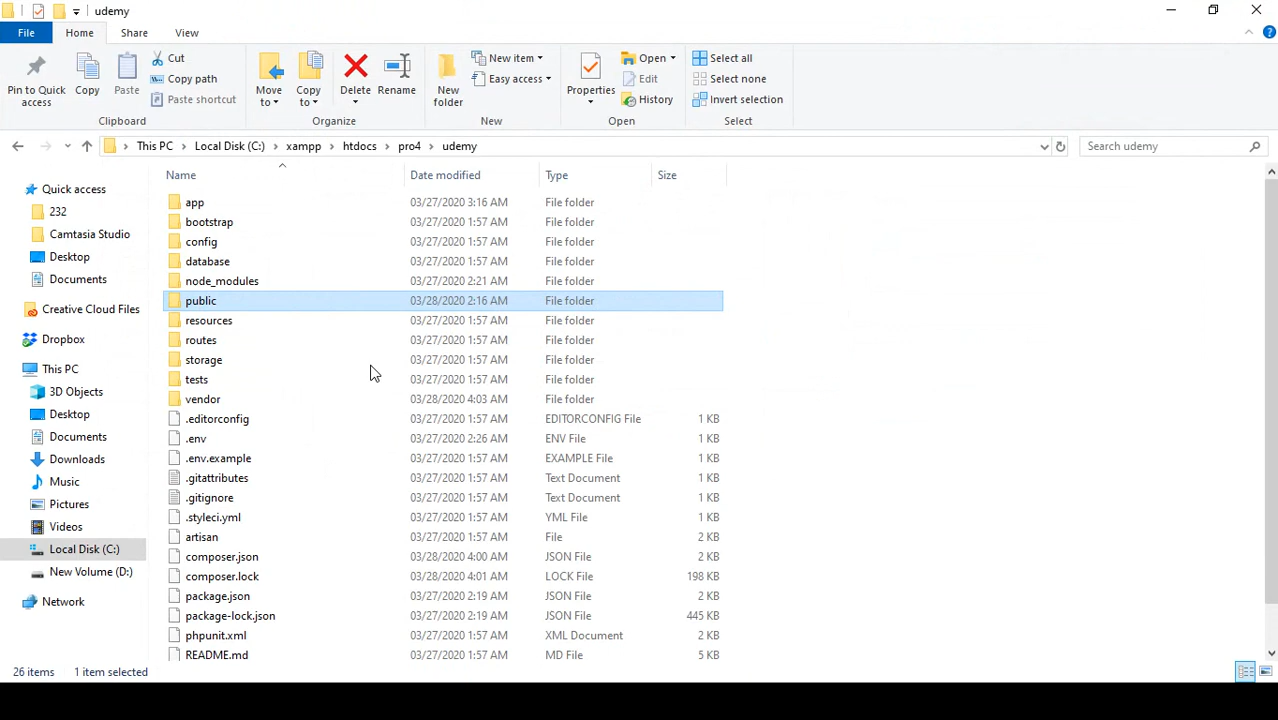 udemy
File Home Share View
Pin to Quick access
Copy
Paste
Cut
Copy path
Paste shortcut
Clipboard
Move to
Copy to
Delete
Rename
Organize
New folder
New item
Easy access
New
Properties
Open
Edit
History
Open
Select all
Select none
Invert selection
Select
This PC > Local Disk (C:) > xampp > htdocs > pro4 > udemy
Search udemy
Quick access
232
Camtasia Studio
Desktop
Documents
Creative Cloud Files
Dropbox
This PC
3D Objects
Desktop
Documents
Downloads
Music
Pictures
Videos
Local Disk (C:)
New Volume (D:)
Network
Name Date modified Type Size
app 03/27/2020 3:16 AM File folder
bootstrap 03/27/2020 1:57 AM File folder
config 03/27/2020 1:57 AM File folder
database 03/27/2020 1:57 AM File folder
node_modules 03/27/2020 2:21 AM File folder
public 03/28/2020 2:16 AM File folder
resources 03/27/2020 1:57 AM File folder
routes 03/27/2020 1:57 AM File folder
storage 03/27/2020 1:57 AM File folder
tests 03/27/2020 1:57 AM File folder
vendor 03/28/2020 4:03 AM File folder
.editorconfig 03/27/2020 1:57 AM EDITORCONFIG File 1 KB
.env 03/27/2020 2:26 AM ENV File 1 KB
.env.example 03/27/2020 1:57 AM EXAMPLE File 1 KB
.gitattributes 03/27/2020 1:57 AM Text Document 1 KB
.gitignore 03/27/2020 1:57 AM Text Document 1 KB
.styleci.yml 03/27/2020 1:57 AM YML File 1 KB
artisan 03/27/2020 1:57 AM File 2 KB
composer.json 03/28/2020 4:00 AM JSON File 2 KB
composer.lock 03/28/2020 4:01 AM LOCK File 198 KB
package.json 03/27/2020 2:19 AM JSON File 2 KB
package-lock.json 03/27/2020 2:19 AM JSON File 445 KB
phpunit.xml 03/27/2020 1:57 AM XML Document 2 KB
README.md 03/27/2020 1:57 AM MD File 5 KB
26 items 1 item selected